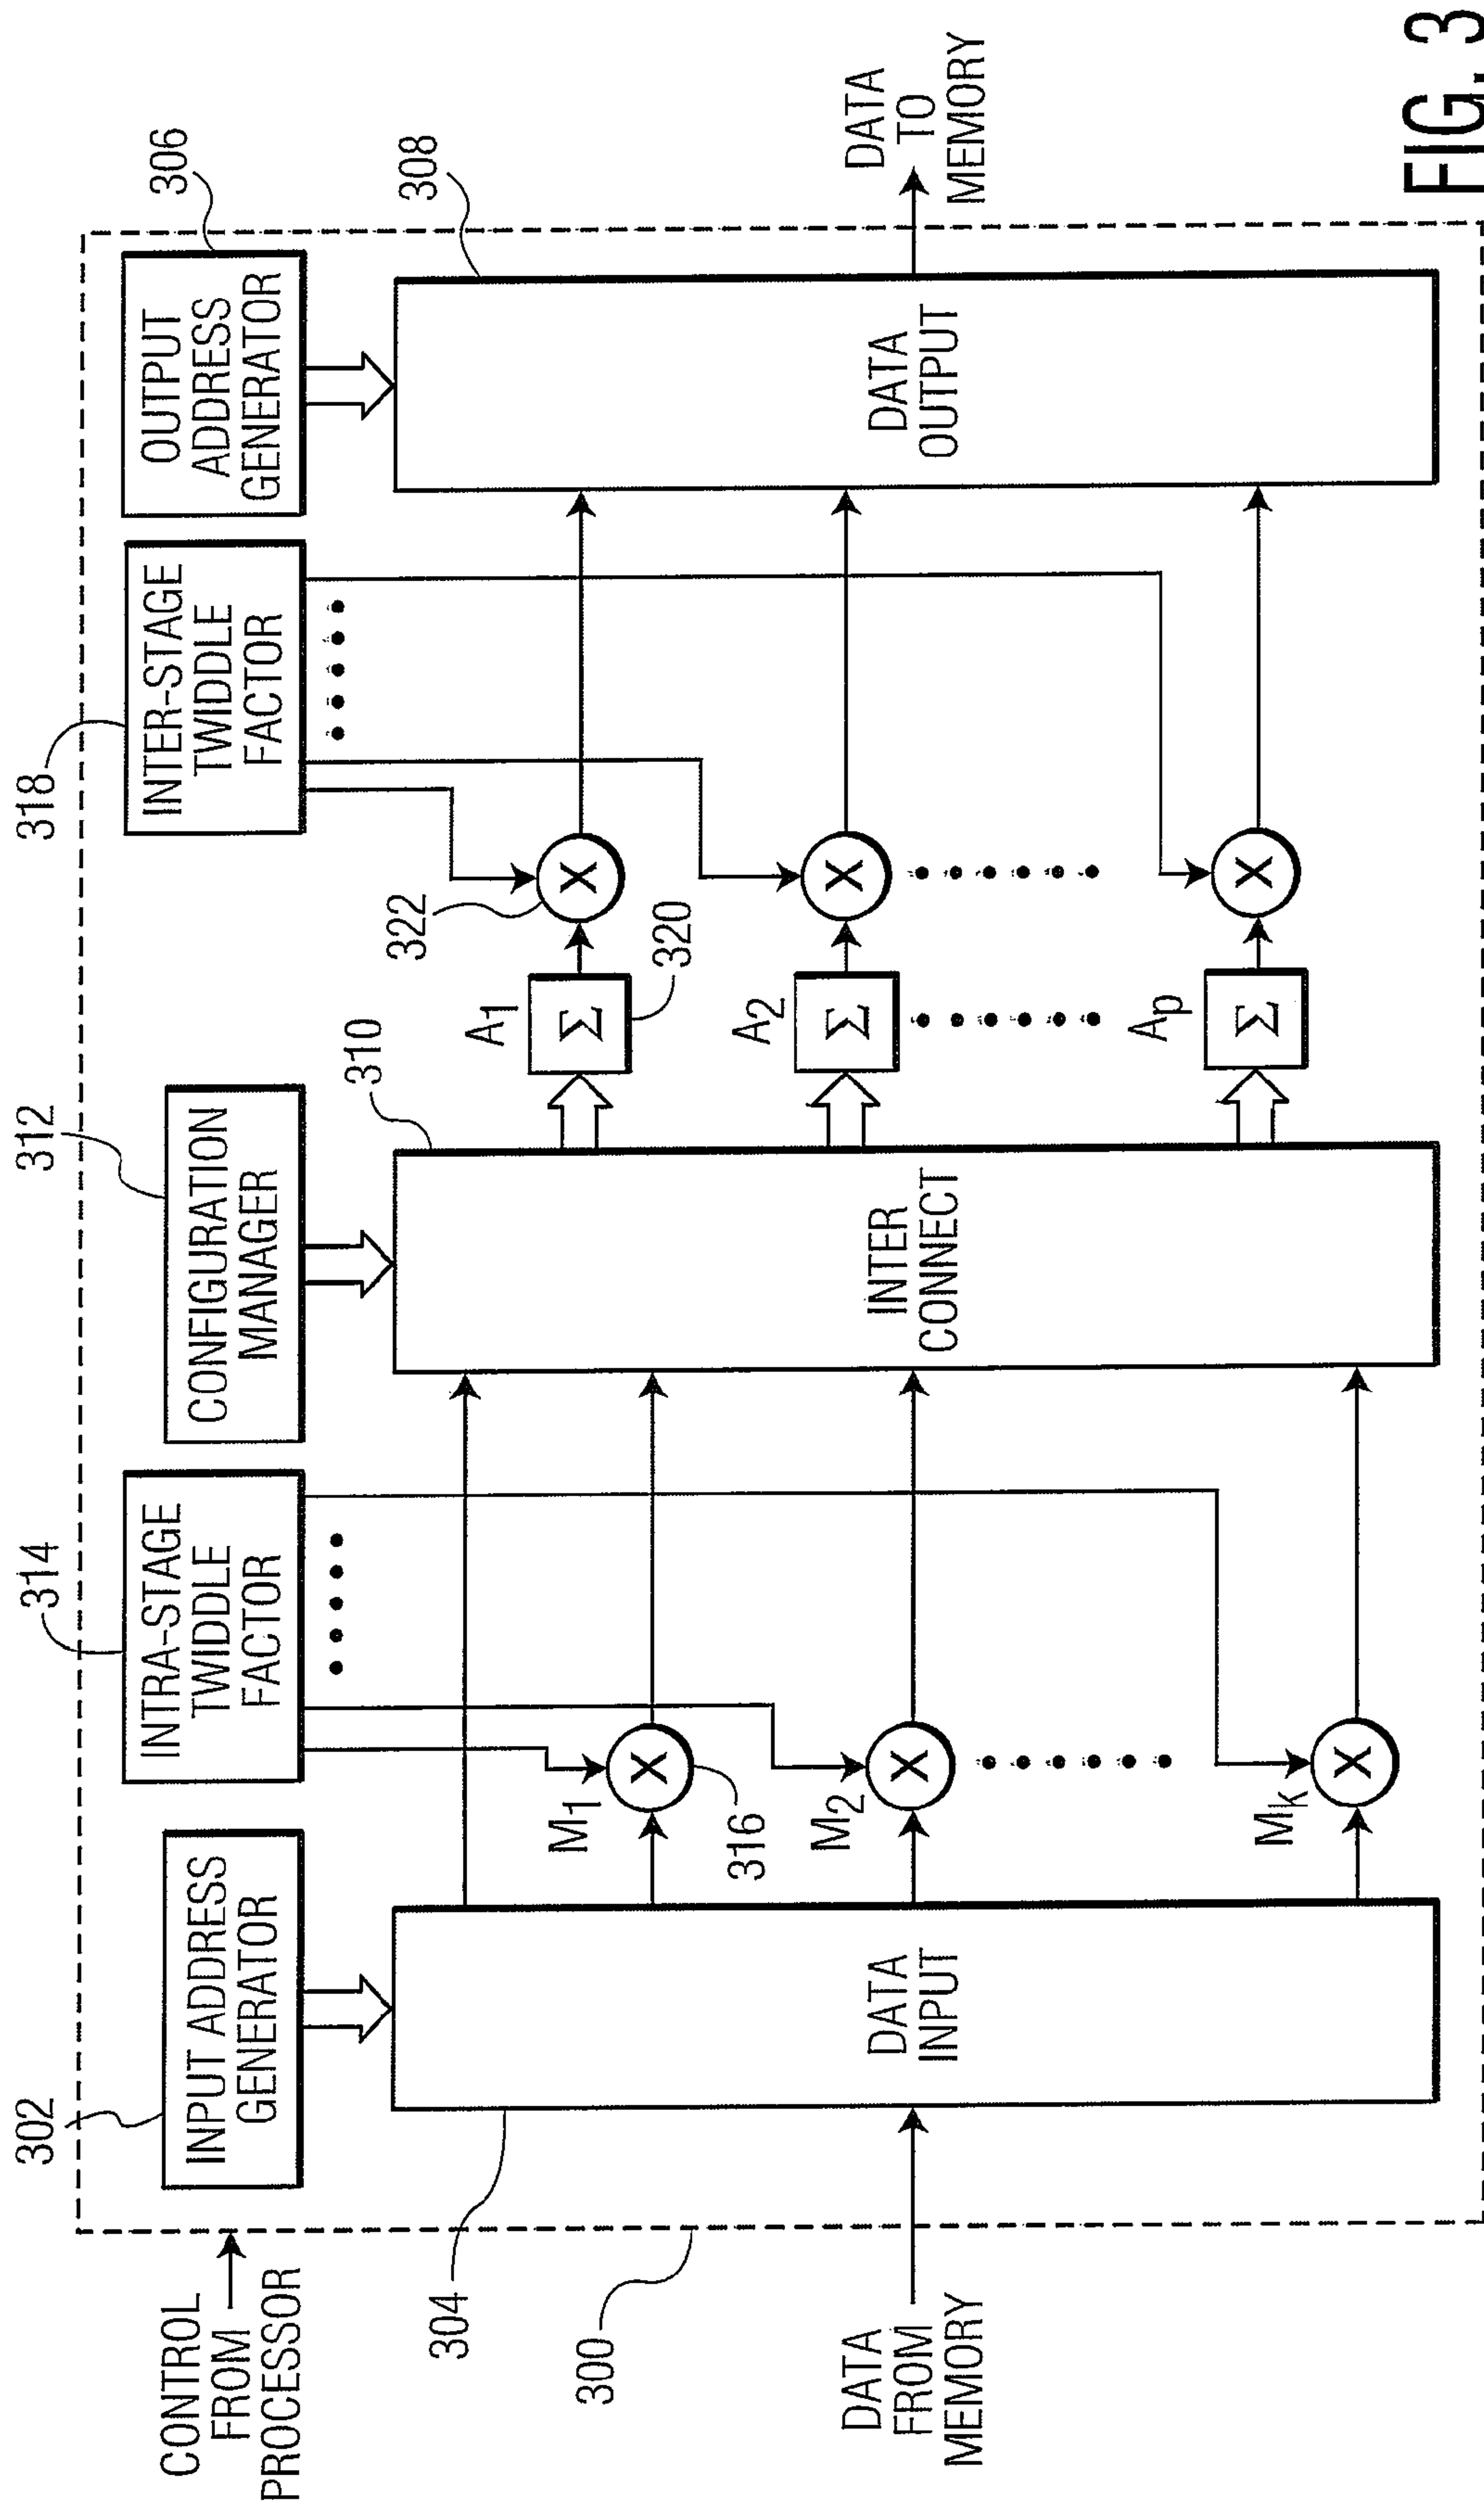 318
312
314
302
INTER-STAGE
TWIDDLE
FACTOR
OUTPUT
ADDRESS
GENERATOR
306
CONFIGURATION
MANAGER
INTRA-STAGE
TWIDDLE
FACTOR
INPUT ADDRESS
GENERATOR
CONTROL
FROM
PROCESSOR
310
322
308
304
DATA
INPUT
INTER
CONNECT
DATA
OUTPUT
M1
X
316
M2
X
Mk
X
A1
Σ
320
X
A2
Σ
X
Ap
Σ
X
300
DATA
FROM
MEMORY
DATA
TO
MEMORY
FIG. 3